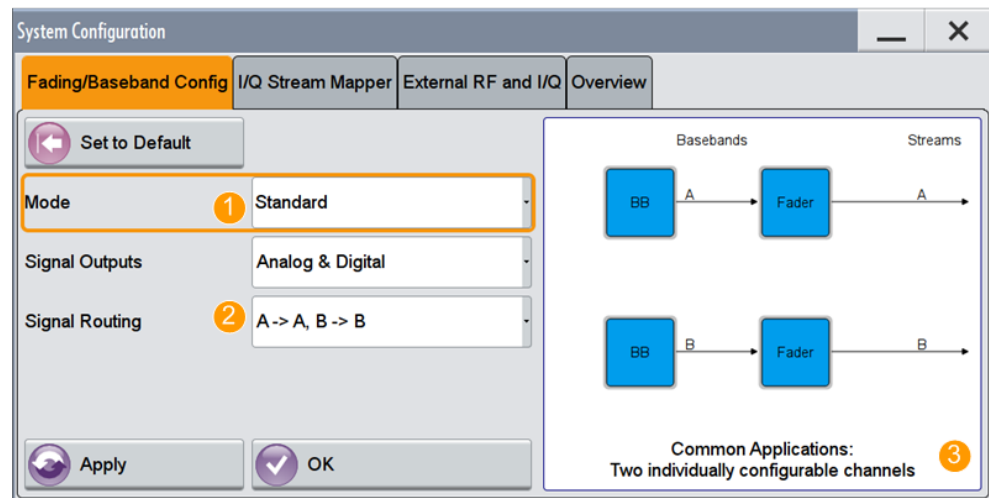 System Configuration
Fading/Baseband Config I/Q Stream Mapper External RF and I/Q Overview
Set to Default
Mode 1 Standard
Signal Outputs Analog & Digital
Signal Routing 2 A -> A, B -> B
Apply OK
Basebands Streams
BB A Fader A
BB B Fader B
Common Applications:
Two individually configurable channels 3